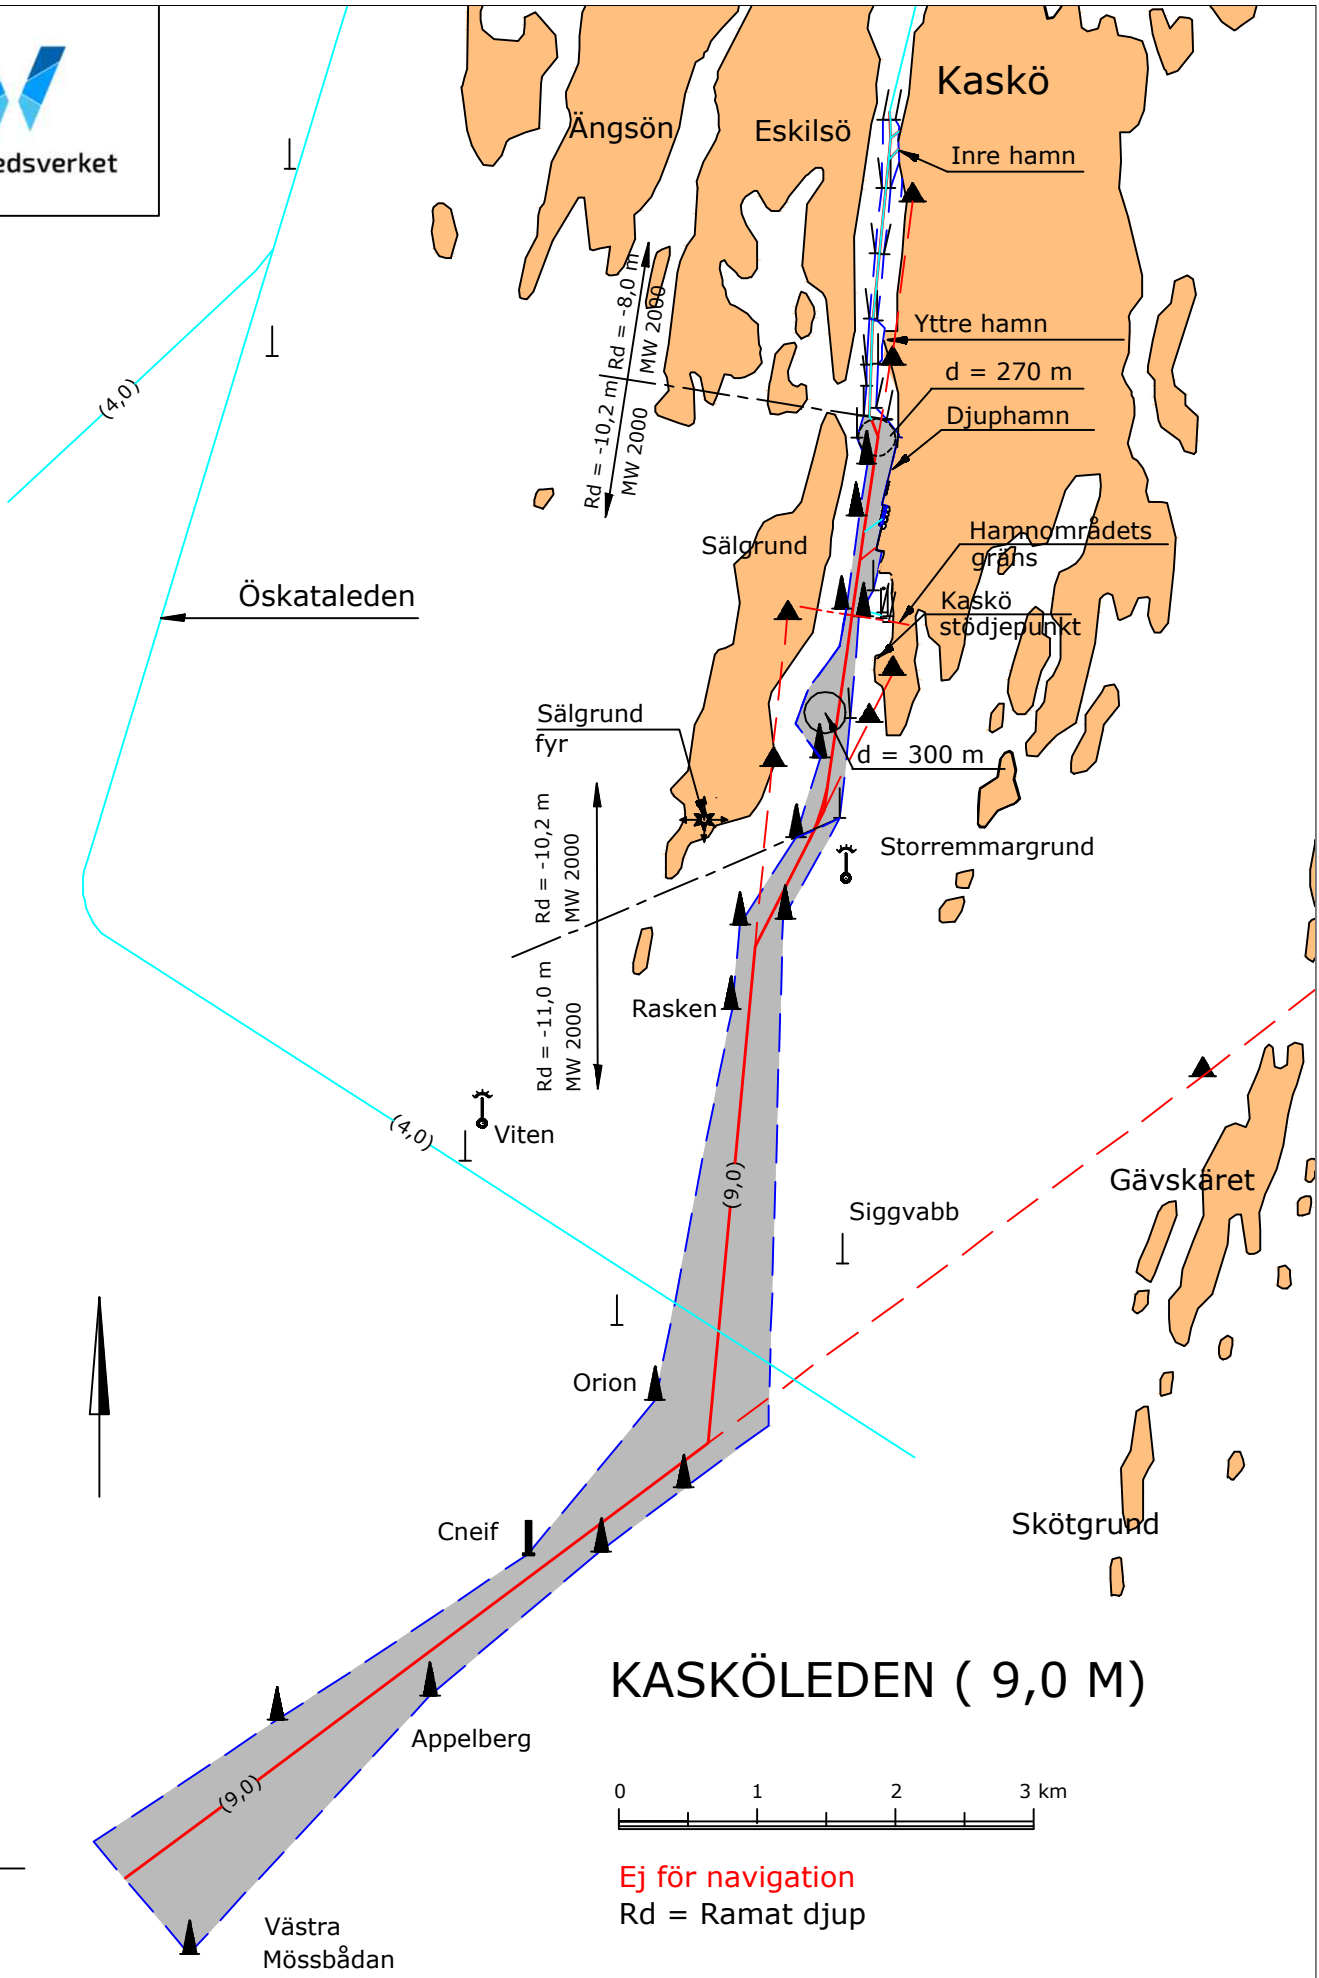 Kaskö
Ängsön
Eskilsö
Inre hamn
edsverket
Rd = -8,0 m
MW 2000
Yttre hamn
d = 270 m
(4,0)
Rd = -10,2 m
MW 2000
Djuphamn
Sälgrund
Hamnområdets
gräns
Öskataleden
Kaskö
stödjepunkt
Sälgrund
fyr
d = 300 m
Rd = -10,2 m
MW 2000
Storremmargrund
Rd = -11,0 m
MW 2000
Rasken
(4,0)
Viten
(9,0)
Gävskäret
Siggvabb
Orion
Cneif
Skötgrund
KASKÖLEDEN ( 9,0 M)
Appelberg
(9,0)
0 1 2 3 km
Ej för navigation
Rd = Ramat djup
Västra
Mössbådan